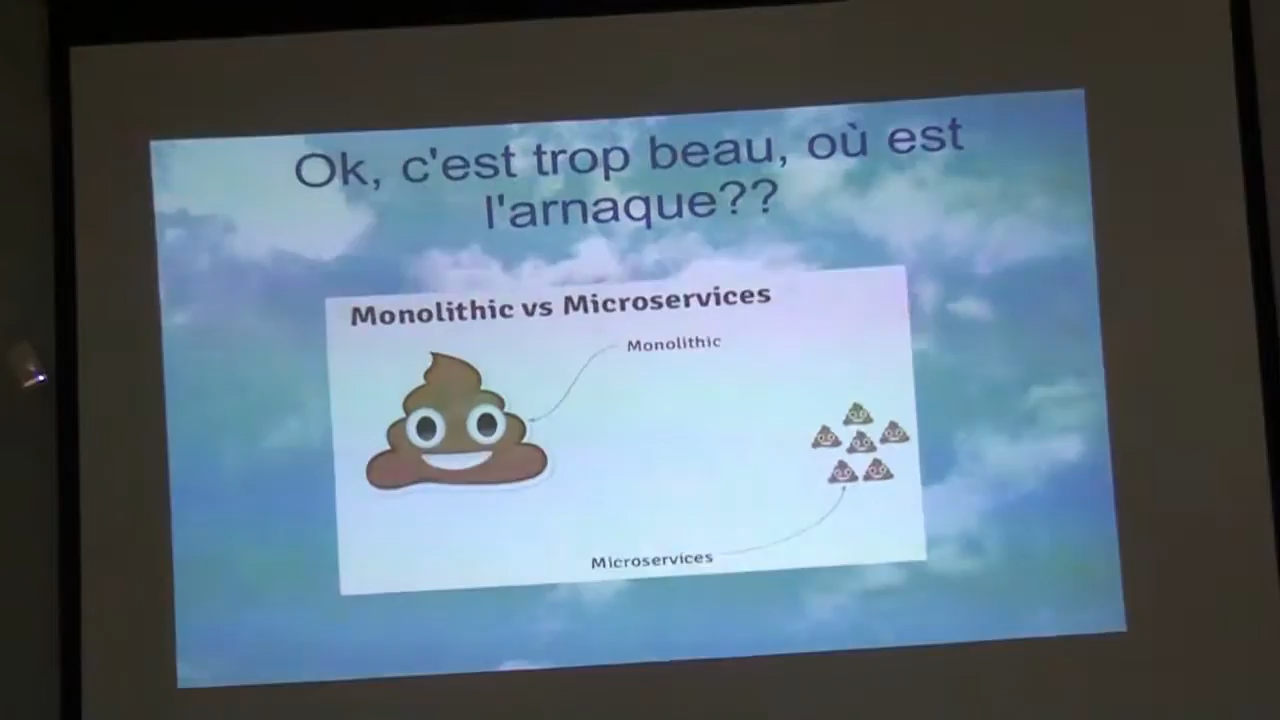 Ok, c'est trop beau, où est
l'arnaque??
Monolithic vs Microservices
Monolithic
Microservices